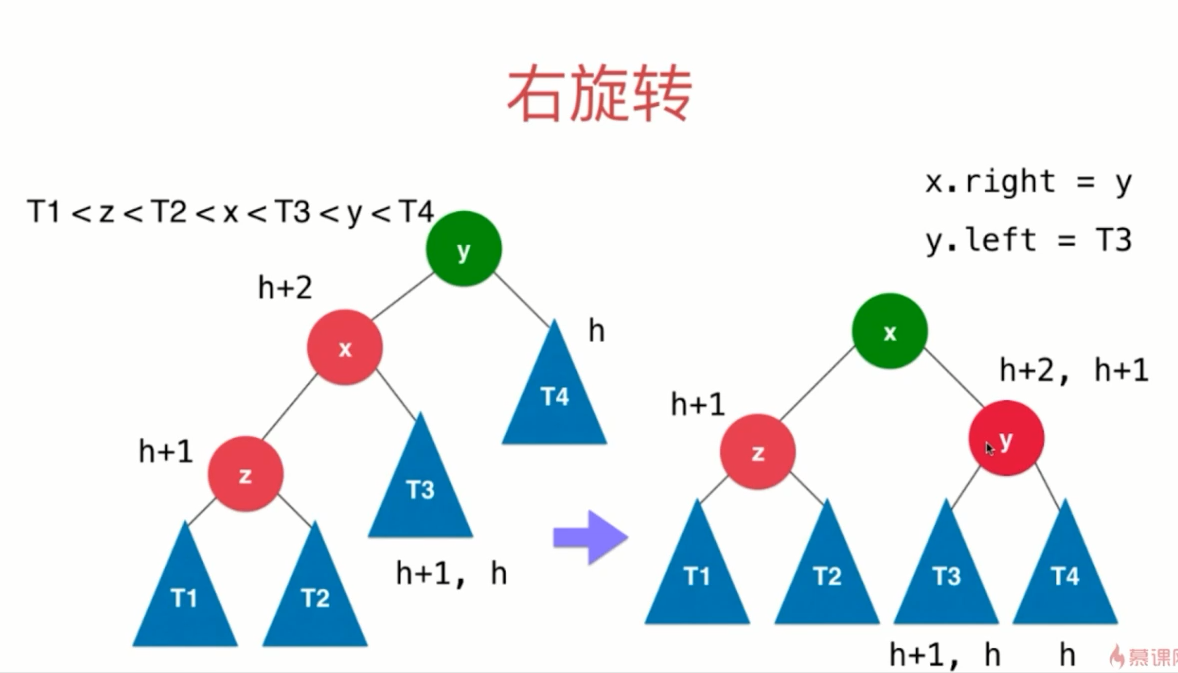 右旋转
x.right = y
y.left = T3
T1 < z < T2 < x < T3 < y < T4
y
h+2
x
h
T4
h+1
z
T3
h+1, h
T1
T2
x
h+2, h+1
h+1
z
y
T1
T2
T3
T4
h+1, h
h
慕课